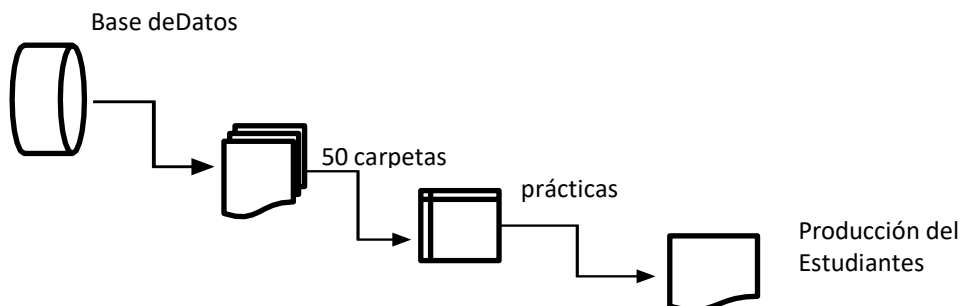 Base deDatos
50 carpetas
prácticas
Producción del
Estudiantes